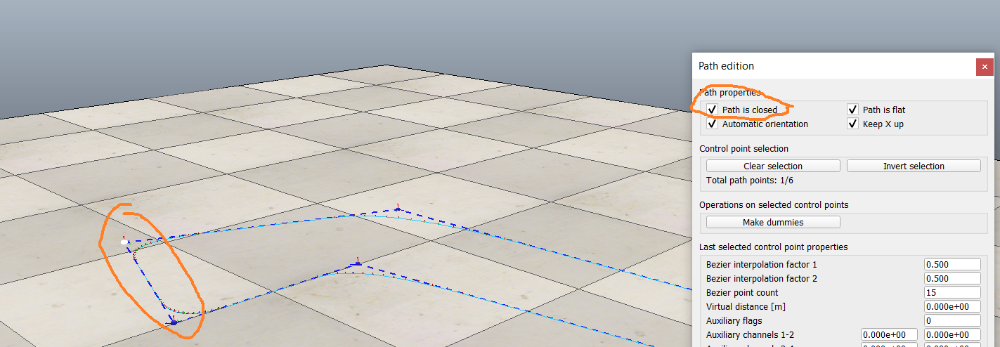 Path edition
Path properties
Path is closed
Path is flat
Automatic orientation
Keep X up
Control point selection
Clear selection
Invert selection
Total path points: 1/6
Operations on selected control points
Make dummies
Last selected control point properties
Bezier interpolation factor 1
0.500
Bezier interpolation factor 2
0.500
Bezier point count
15
Virtual distance [m]
0.000e+00
Auxiliary flags
0
Auxiliary channels 1-2
0.000e+00
0.000e+00